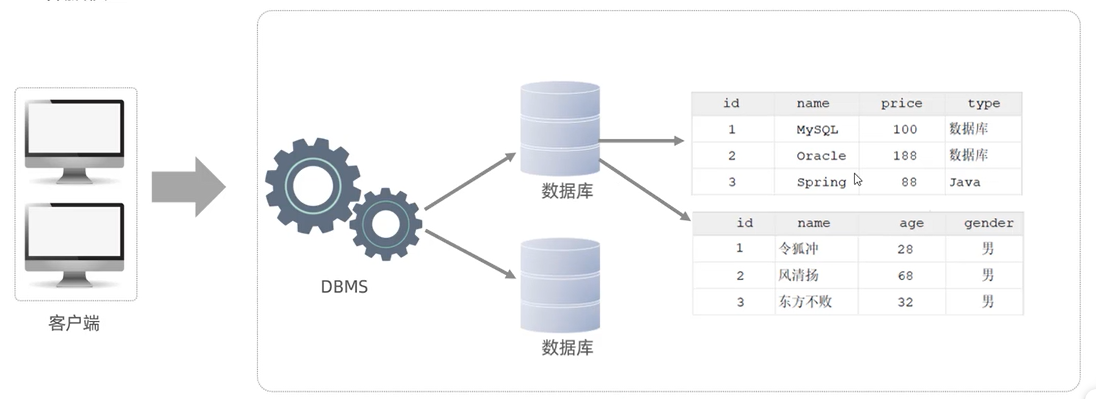 客户端
DBMS
数据库
数据库
id name price type
1 MySQL 100 数据库
2 Oracle 188 数据库
3 Spring 88 Java
id name age gender
1 令狐冲 28 男
2 风清扬 68 男
3 东方不败 32 男